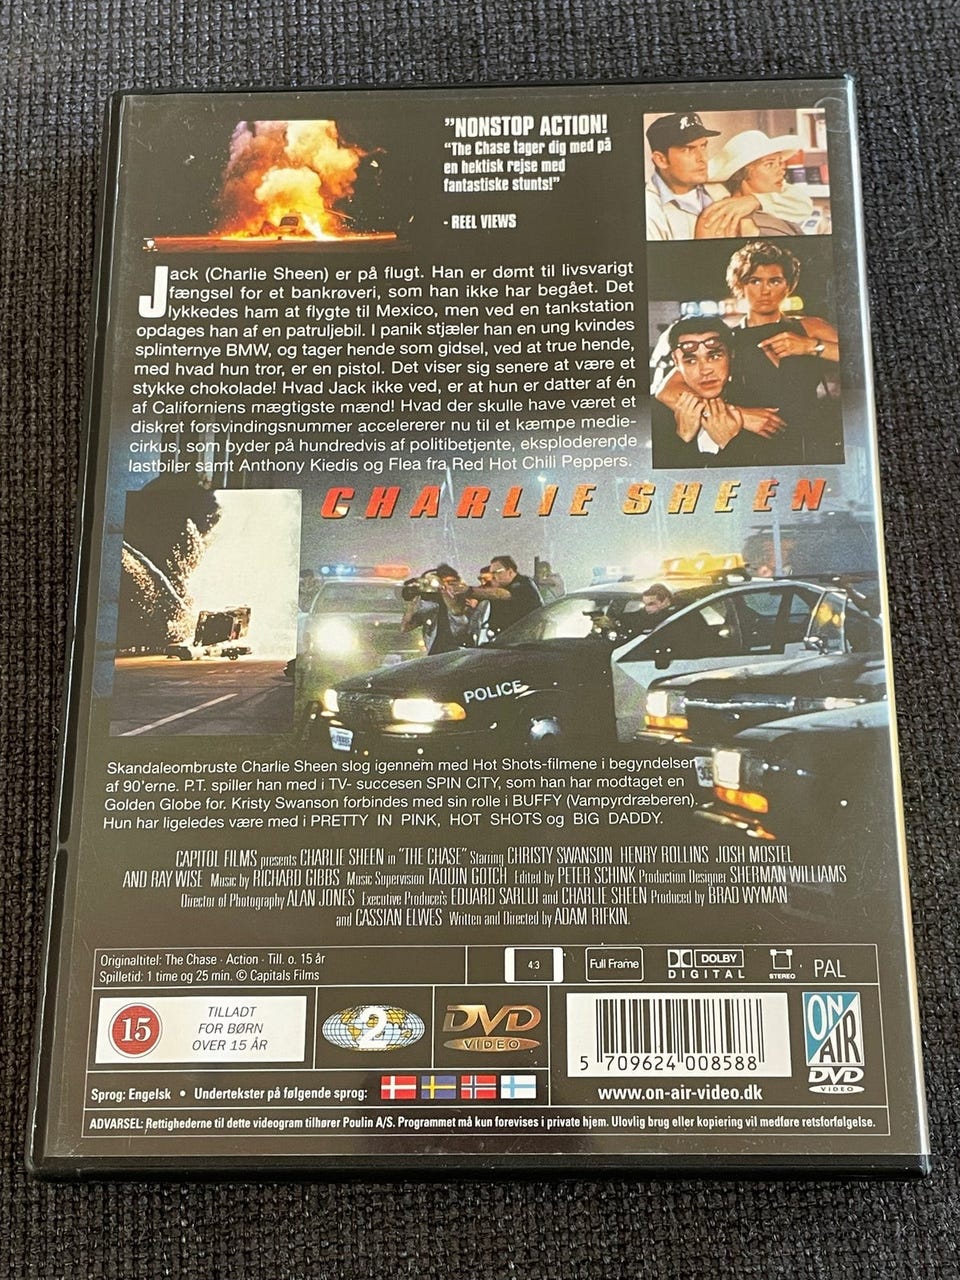 "NONSTOP ACTION!
"The Chase tager dig med på
en hektisk rejse med
fantastiske stunts!"
- REEL VIEWS
Jack (Charlie Sheen) er på flugt. Han er dømt til livsvarigt
fængsel for et bankrøveri, som han ikke har begået. Det
lykkedes ham at flygte til Mexico, men ved en tankstation
opdages han af en patruljebil. I panik stjæler han en ung kvindes
splinternye BMW, og tager hende som gidsel, ved at true hende,
med hvad hun tror, er en pistol. Det viser sig senere at være et
stykke chokolade! Hvad Jack ikke ved, er at hun er datter af én
af Californiens mægtigste mænd! Hvad der skulle have været et
diskret forsvindingsnummer accelererer nu til et kæmpe medie-
cirkus, som byder på hundredvis af politibetjente, eksploderende
lastbiler samt Anthony Kiedis og Flea fra Red Hot Chili Peppers.
CHARLIE SHEEN
POLICE
Skandaleombruste Charlie Sheen slog igennem med Hot Shots-filmene i begyndelsen
af 90'erne. P.T. spiller han med i TV- succesen SPIN CITY, som han har modtaget en
Golden Globe for. Kristy Swanson forbindes med sin rolle i BUFFY (Vampyrdræberen).
Hun har ligeledes være med i PRETTY IN PINK, HOT SHOTS og BIG DADDY.
CAPITOL FILMS presents CHARLIE SHEEN in "THE CHASE" Starring CHRISTY SWANSON HENRY ROLLINS JOSH MOSTEL
AND RAY WISE Music by RICHARD GIBBS Music Supervision TAQUIN GOTCH Edited by PETER SCHINK Production Designer SHERMAN WILLIAMS
Director of Photography ALAN JONES Executive Producer's EDUARD SARLUI and CHARLIE SHEEN Produced by BRAD WYMAN
and CASSIAN ELWES Written and Directed by ADAM RIFKIN.
Originaltitel: The Chase · Action · Till. o. 15 år
Spilletid: 1 time og 25 min. © Capitals Films
4:3
Full Frame
DOLBY
DIGITAL
STEREO
PAL
15
TILLADT
FOR BØRN
OVER 15 ÅR
2
DVD
VIDEO
5 709624 008588
ON
AIR
DVD
VIDEO
www.on-air-video.dk
Sprog: Engelsk • Undertekster på følgende sprog:
ADVARSEL: Rettighederne til dette videogram tilhører Poulin A/S. Programmet må kun forevises i private hjem. Ulovlig brug eller kopiering vil medføre retsforfølgelse.